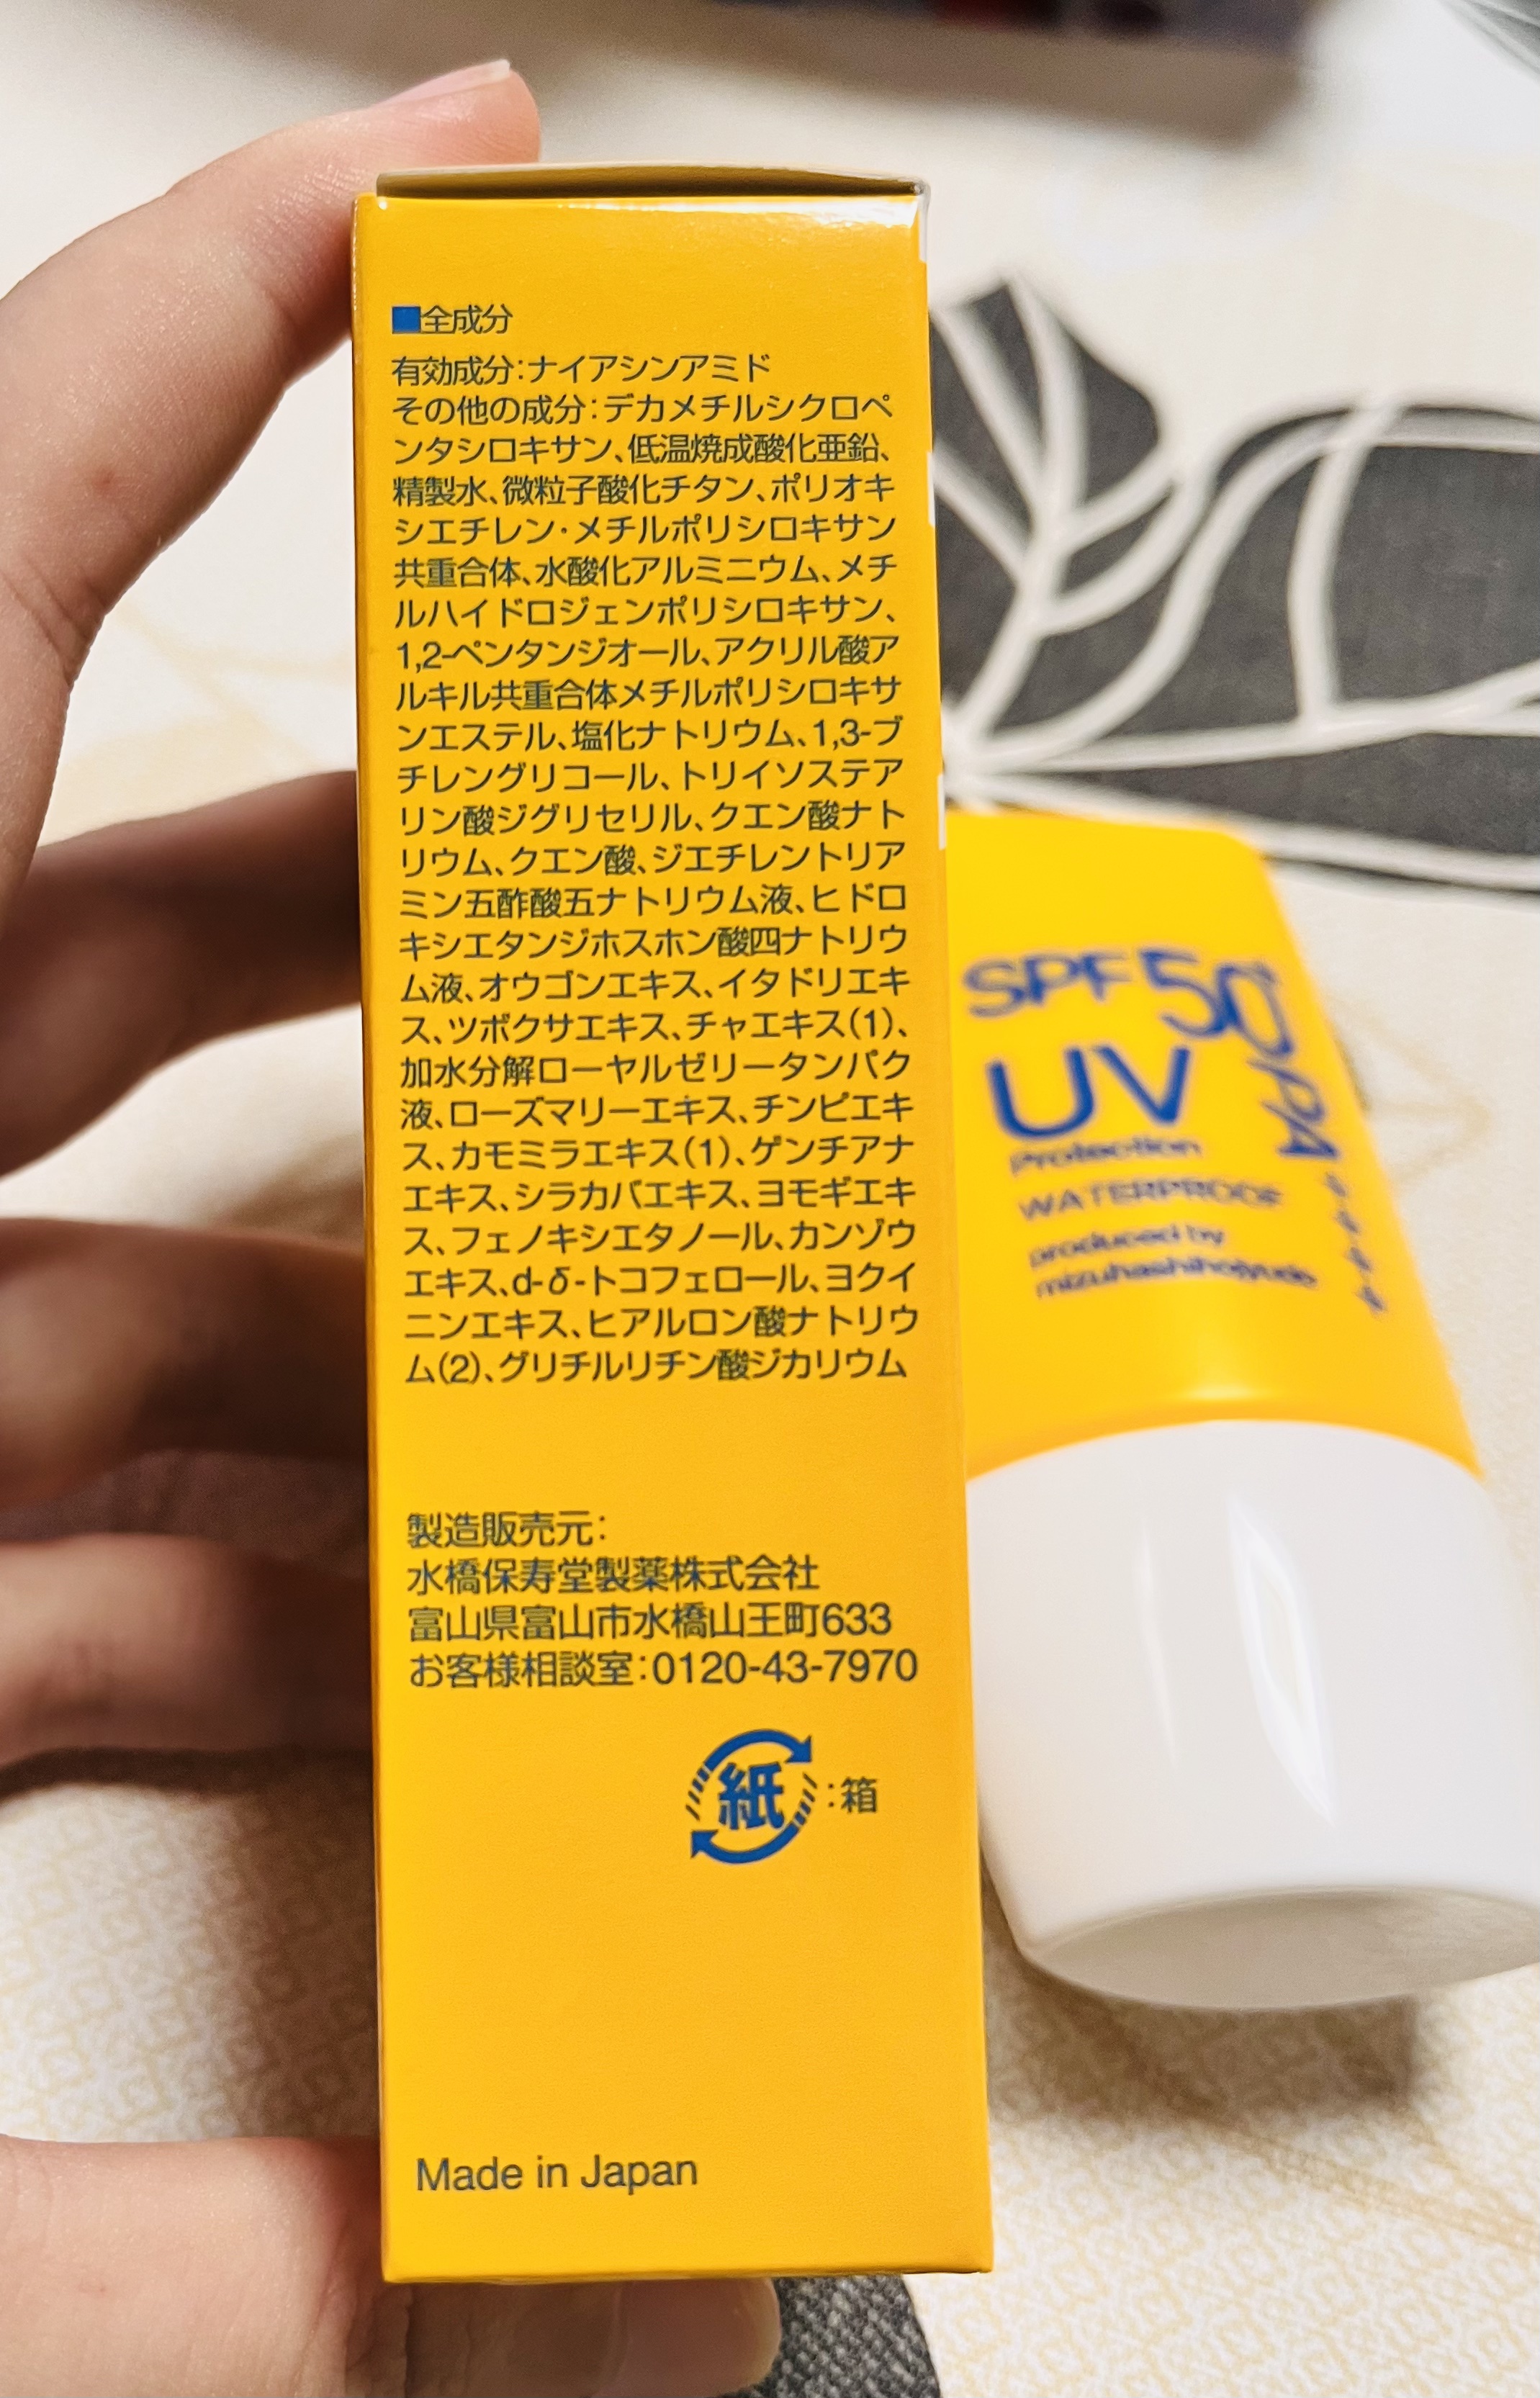 ■全成分
有効成分:ナイアシンアミド
その他の成分:デカメチルシクロペ
ンタシロキサン、低温焼成酸化亜鉛、
精製水、微粒子酸化チタン、ポリオキ
シエチレン・メチルポリシロキサン
共重合体、水酸化アルミニウム、メチ
ルハイドロジェンポリシロキサン、
1,2-ペンタンジオール、アクリル酸ア
ルキル共重合体メチルポリシロキサ
ンエステル、塩化ナトリウム、1,3-ブ
チレングリコール、トリイソステア
リン酸ジグリセリル、クエン酸ナト
リウム、クエン酸、ジエチレントリア
ミン五酢酸五ナトリウム液、ヒドロ
キシエタンジホスホン酸四ナトリウ
ム液、オウゴンエキス、イタドリエキ
ス、ツボクサエキス、チャエキス(1)、
加水分解ローヤルゼリータンパク
液、ローズマリーエキス、チンピエキ
ス、カモミラエキス(1)、ゲンチアナ
エキス、シラカバエキス、ヨモギエキ
ス、フェノキシエタノール、カンゾウ
エキス、d-δ-トコフェロール、ヨクイ
ニンエキス、ヒアルロン酸ナトリウ
ム(2)、グリチルリチン酸ジカリウム
製造販売元:
水橋保寿堂製薬株式会社
富山県富山市水橋山王町633
お客様相談室:0120-43-7970
紙:箱
Made in Japan
SPF50+
PA++++
UV
Protection
WATERPROOF
produced by
mizuhashihojyudo